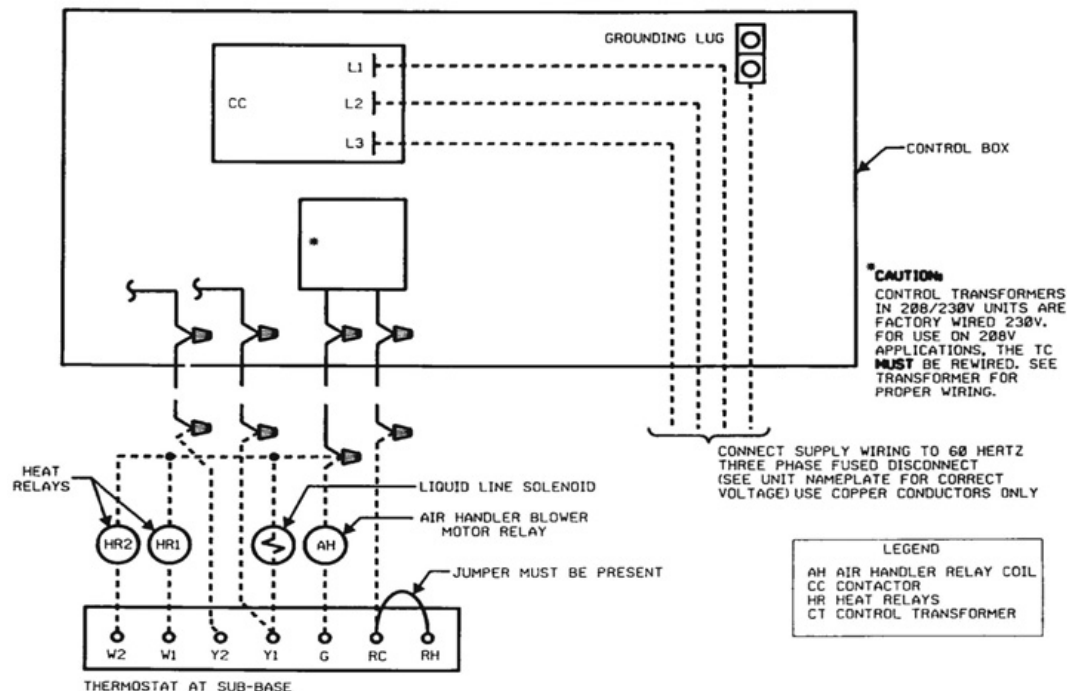 GROUNDING LUG
L1
CC
L2
L3
CONTROL BOX
*
*CAUTION:
CONTROL TRANSFORMERS
IN 208/230V UNITS ARE
FACTORY WIRED 230V.
FOR USE ON 208V
APPLICATIONS, THE TC
MUST BE REWIRED. SEE
TRANSFORMER FOR
PROPER WIRING.
CONNECT SUPPLY WIRING TO 60 HERTZ
THREE PHASE FUSED DISCONNECT
(SEE UNIT NAMEPLATE FOR CORRECT
VOLTAGE) USE COPPER CONDUCTORS ONLY
HEAT
RELAYS
LIQUID LINE SOLENOID
AIR HANDLER BLOWER
MOTOR RELAY
HR2
HR1
AH
JUMPER MUST BE PRESENT
LEGEND
AH AIR HANDLER RELAY COIL
CC CONTACTOR
HR HEAT RELAYS
CT CONTROL TRANSFORMER
W2 W1 Y2 Y1 G RC RH
THERMOSTAT AT SUB-BASE